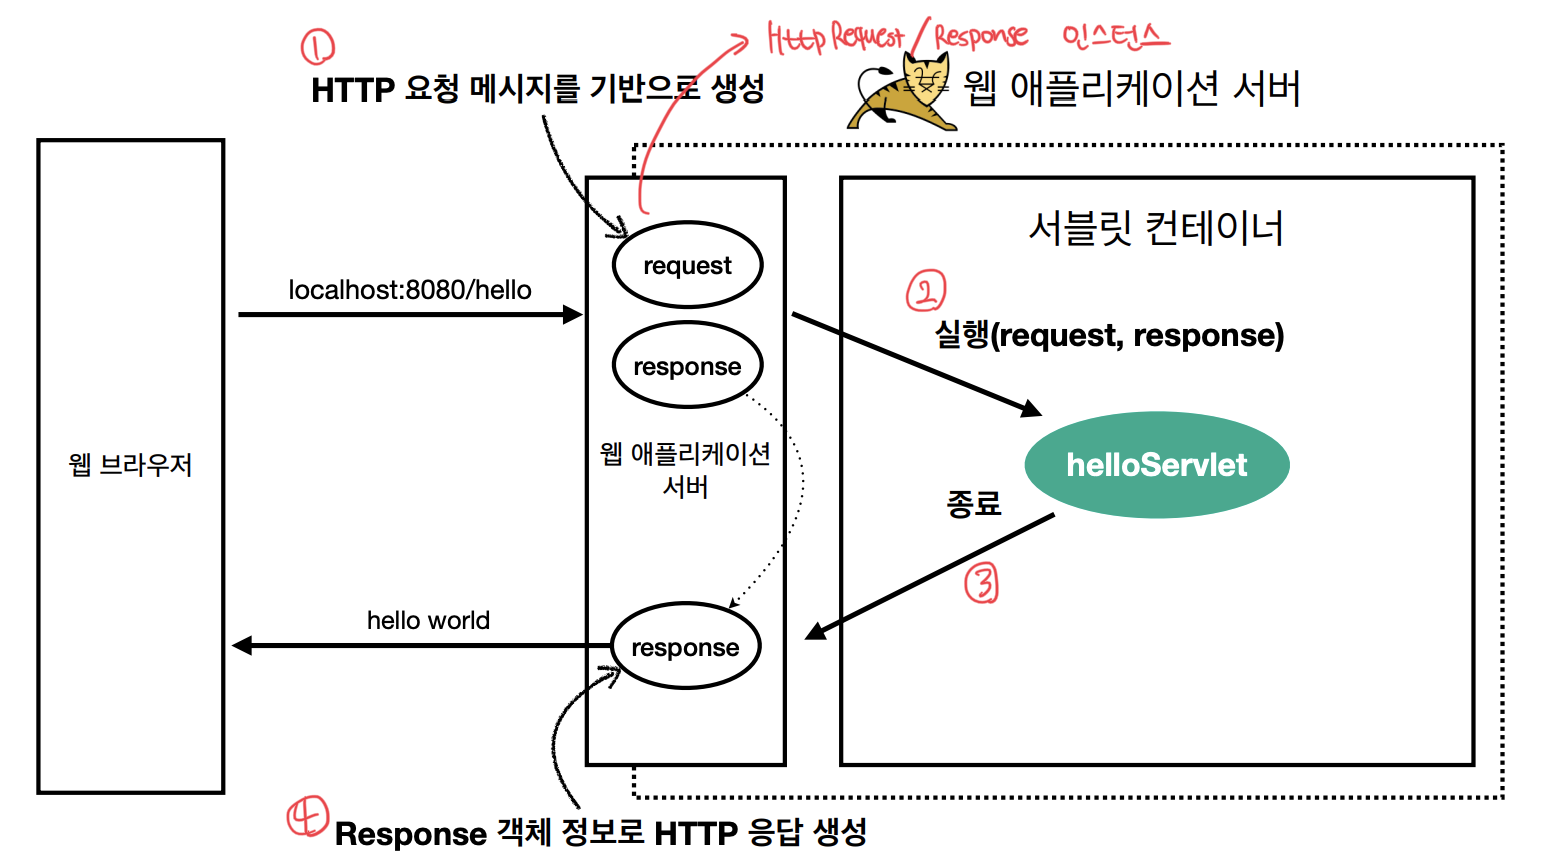 ① HttpRequest/Response 인스턴스
HTTP 요청 메시지를 기반으로 생성
웹 애플리케이션 서버
서블릿 컨테이너
request
localhost:8080/hello
②
실행(request, response)
response
웹 애플리케이션
서버
웹 브라우저
helloServlet
종료
③
hello world
response
④ Response 객체 정보로 HTTP 응답 생성